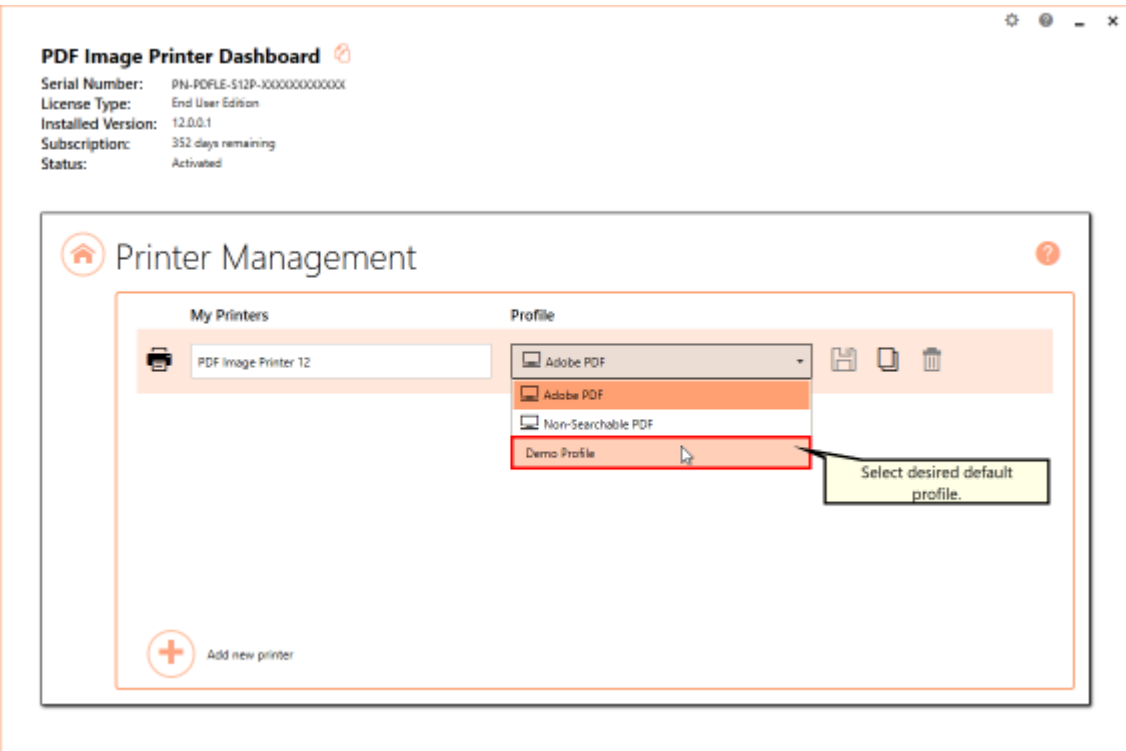 PDF Image Printer Dashboard
Serial Number: PN-PDFLE-S12P-XXXXXXXXXXXXX
License Type: End User Edition
Installed Version: 12.0.0.1
Subscription: 352 days remaining
Status: Activated
Printer Management
?
My Printers Profile
PDF Image Printer 12 Adobe PDF
Adobe PDF
Non-Searchable PDF
Demo Profile
Select desired default
profile.
Add new printer